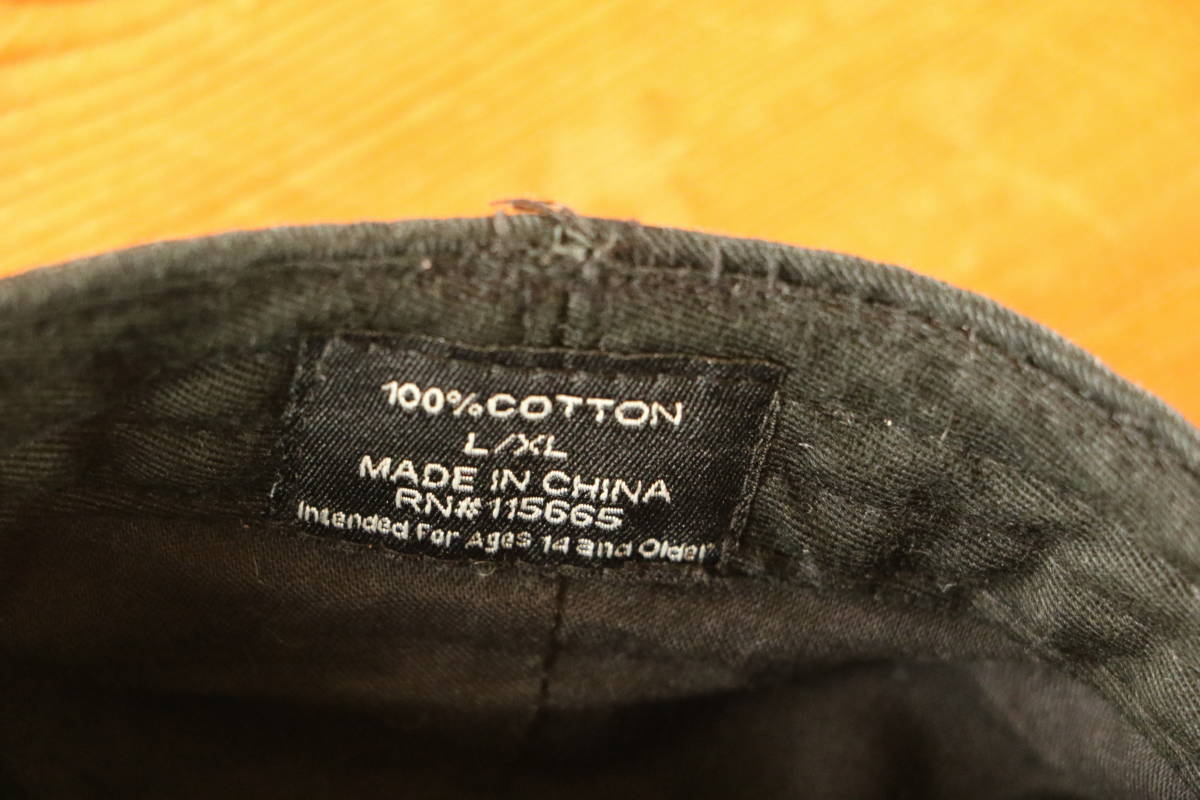 100% COTTON
L/XL
MADE IN CHINA
RN# 115665
Intended For Ages 14 and Older